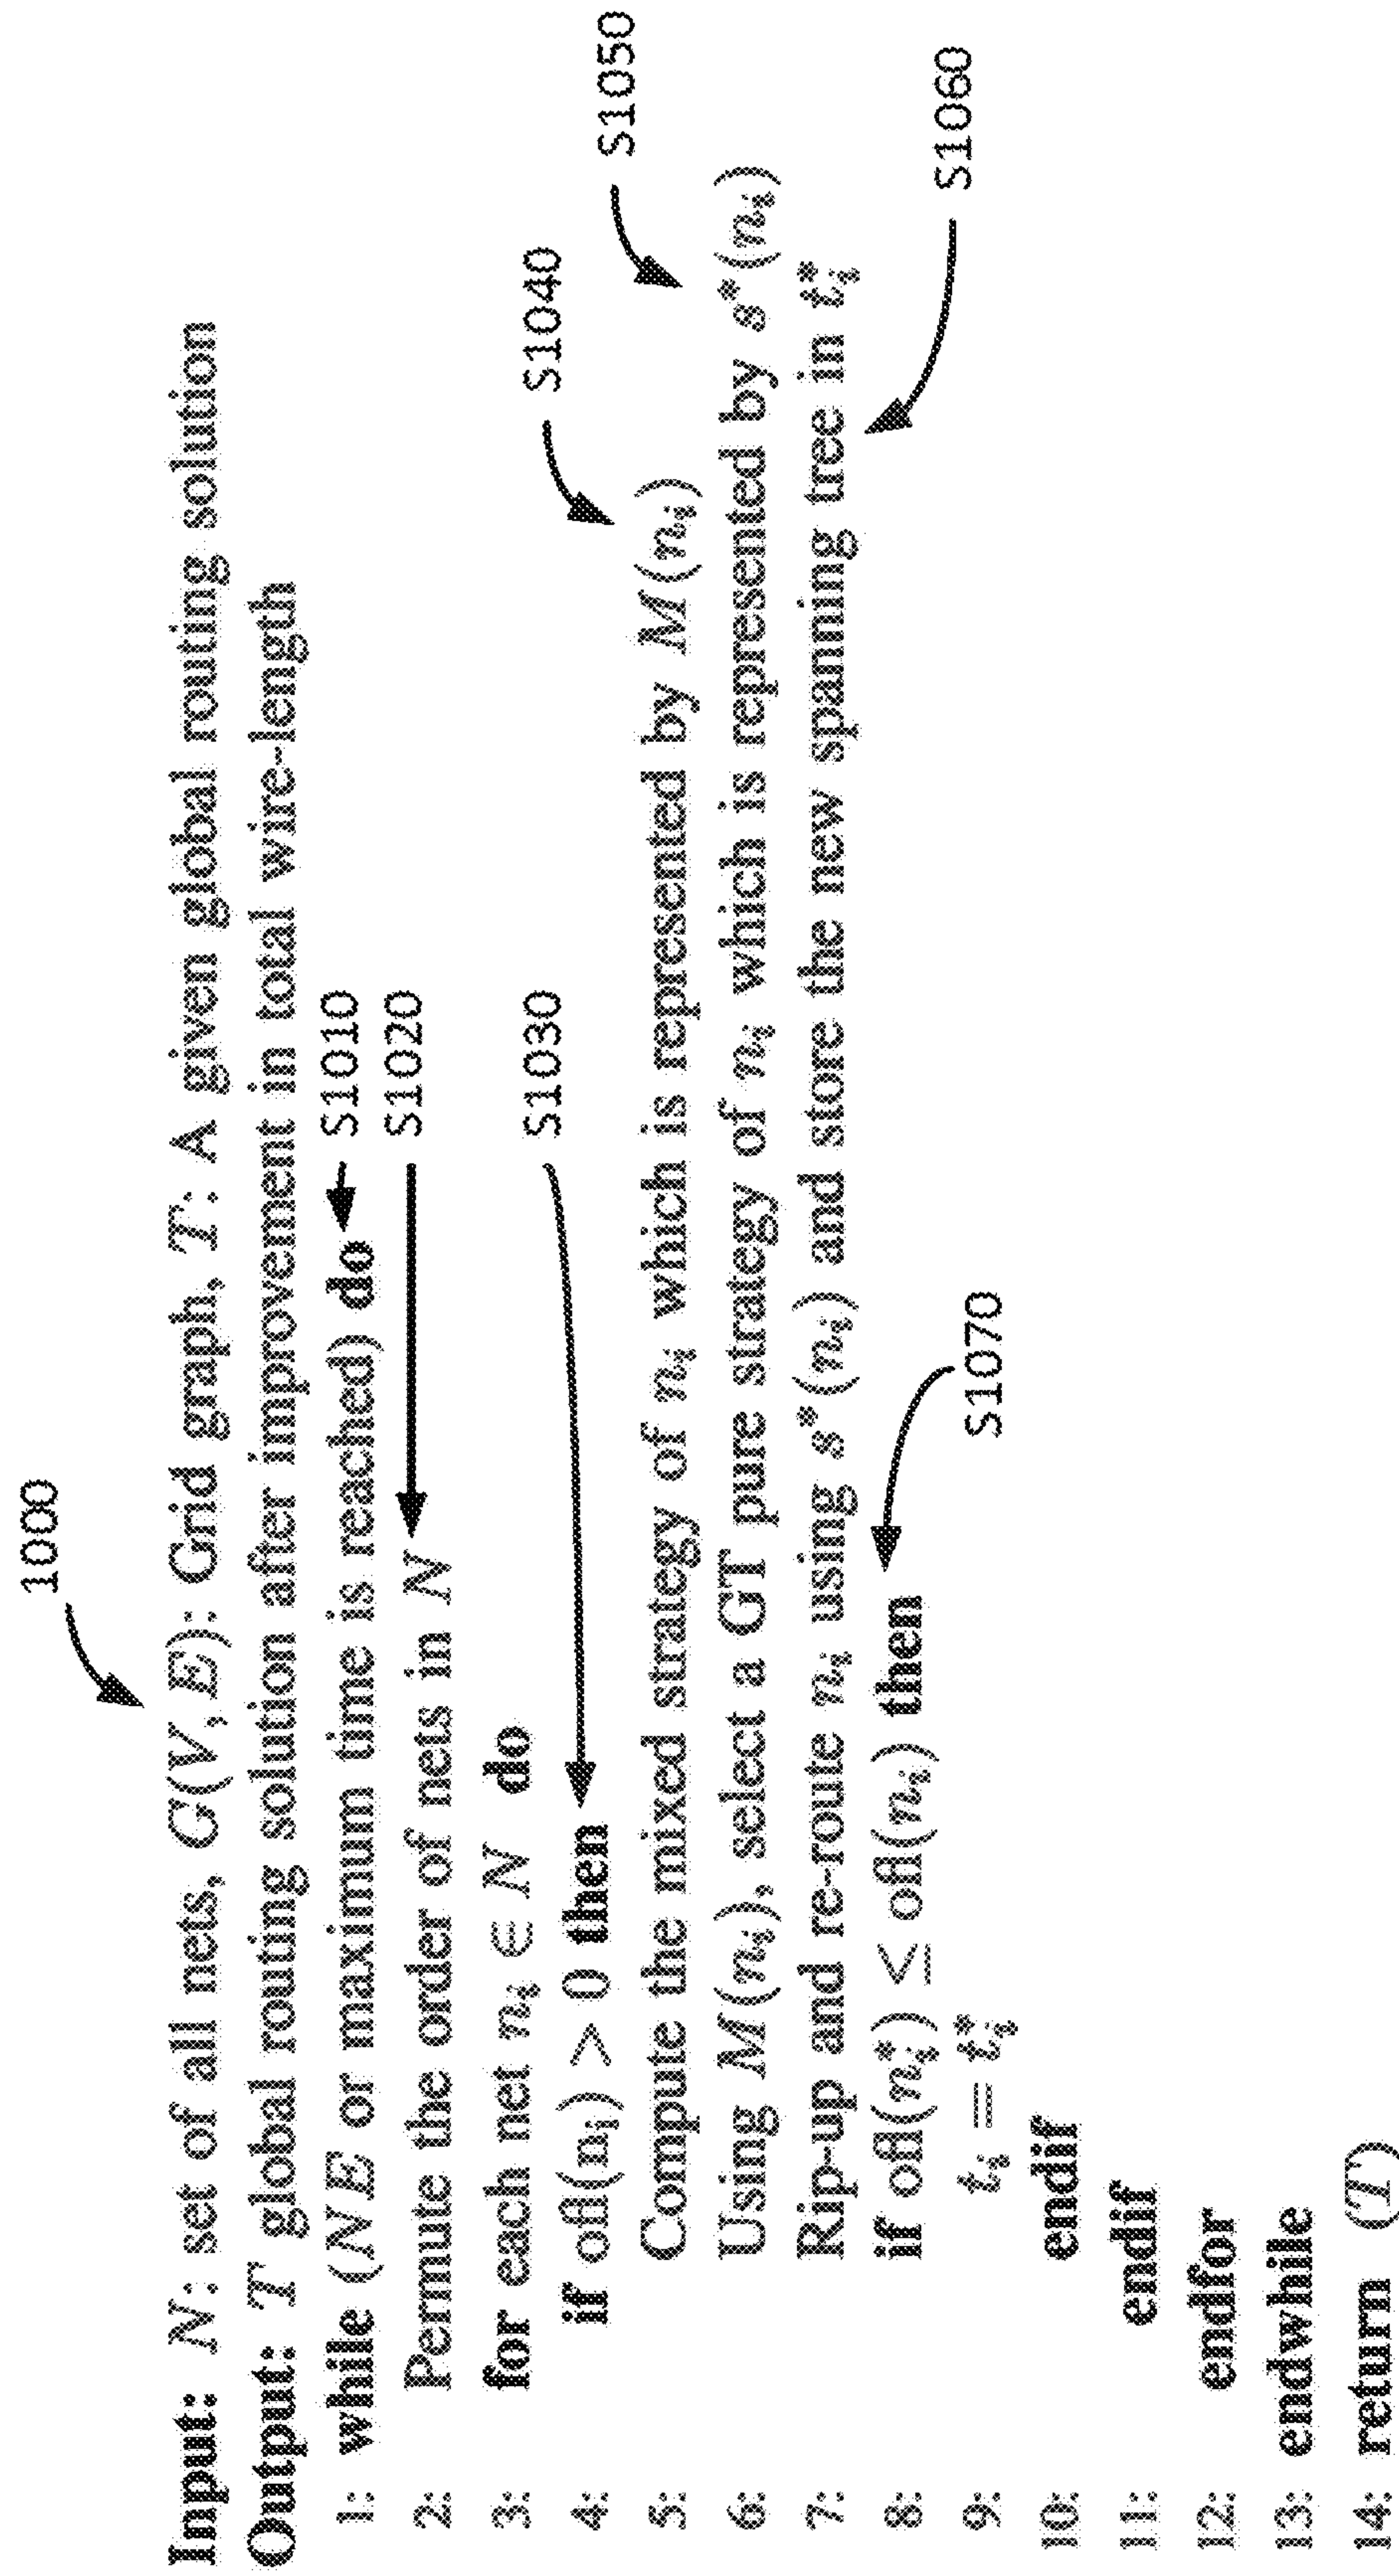 1000
Input: N: set of all nets, G(V, E): Grid graph, T: A given global routing solution
Output: T global routing solution after improvement in total wire-length
1: while (NE or maximum time is reached) do S1010
2: Permute the order of nets in N S1020
3: for each net n_i ∈ N do
4: if ofl(n_i) > 0 then S1030
5: Compute the mixed strategy of n_i which is represented by M(n_i) S1040
6: Using M(n_i), select a GT pure strategy of n_i which is represented by s*(n_i) S1050
7: Rip-up and re-route n_i using s*(n_i) and store the new spanning tree in t_i* S1060
8: if ofl(n_i*) ≤ ofl(n_i) then S1070
9: t_i = t_i*
10: endif
11: endif
12: endfor
13: endwhile
14: return (T)